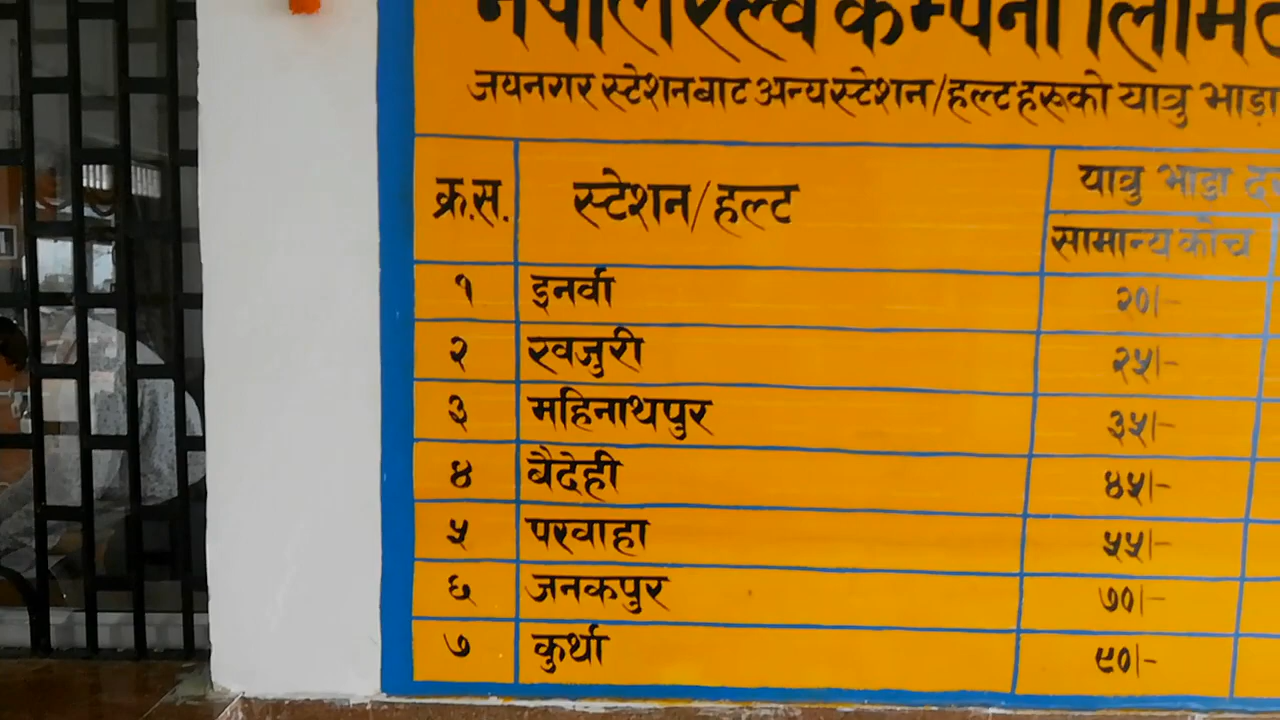 नेपाल रेल्वे कम्पनी लिमिटे
जयनगर स्टेशनबाट अन्य स्टेशन/हल्टहरूको यात्रु भाडा
क्र.स. स्टेशन/हल्ट यात्रु भाडा
सामान्य कोच
१ इनर्वा २०/-
२ खजुरी २५/-
३ महिनाथपुर ३५/-
४ बैदेही ४५/-
५ परवाहा ५५/-
६ जनकपुर ७०/-
७ कुर्था ९०/-